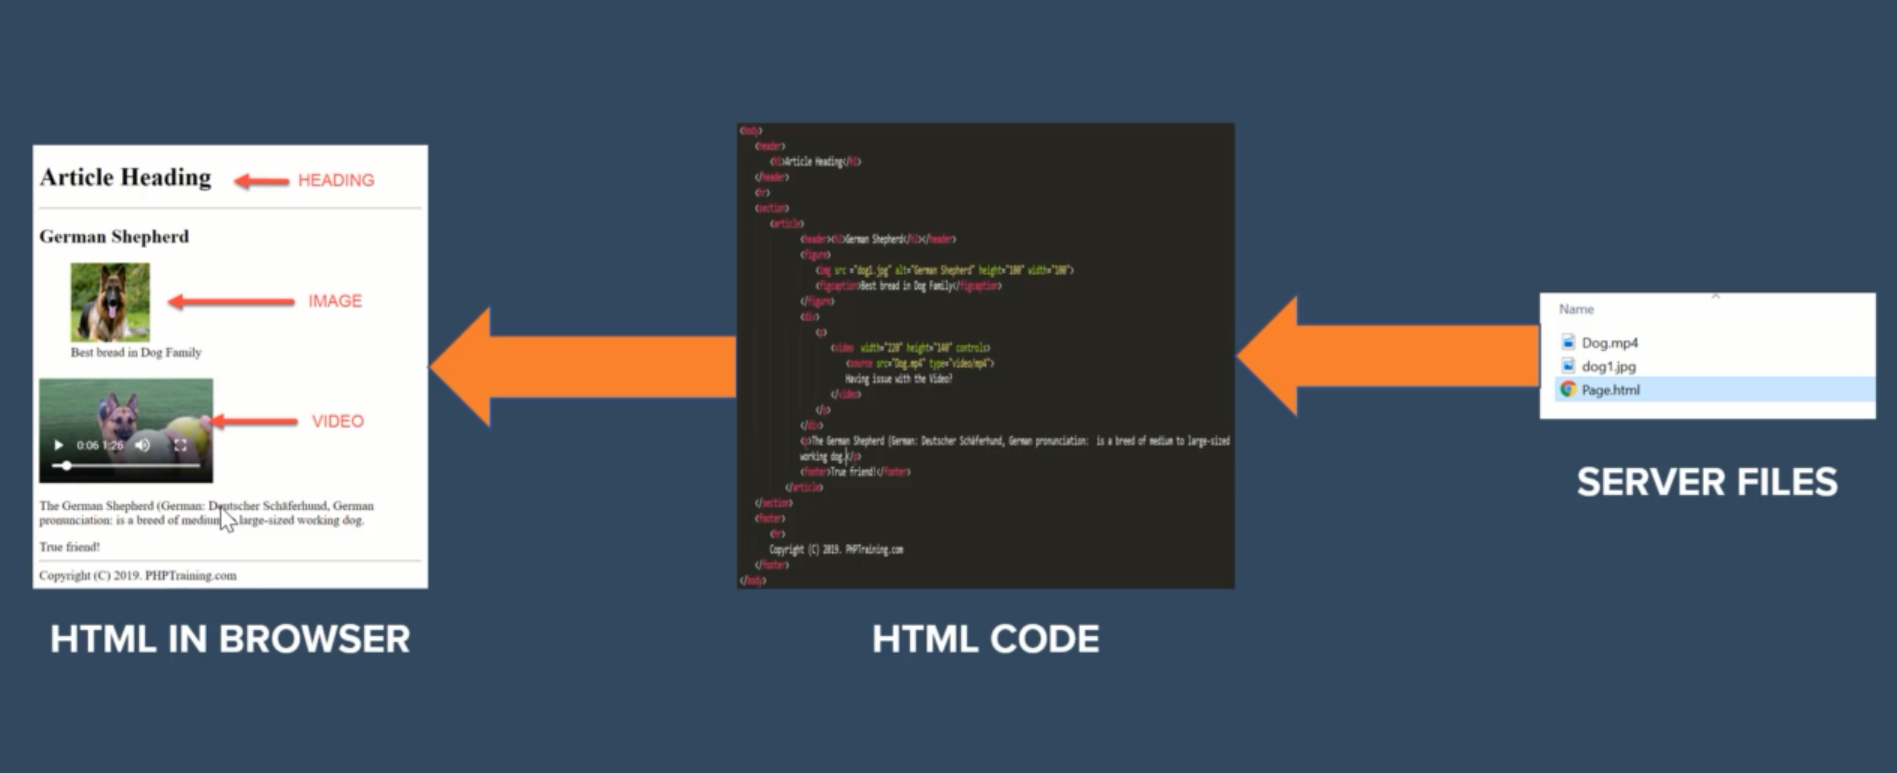 Article Heading
HEADING
German Shepherd
IMAGE
Best bread in Dog Family
VIDEO
0:06 1:26
The German Shepherd (German: Deutscher Schäferhund, German
pronunciation: is a breed of medium large-sized working dog.
True friend!
Copyright (C) 2019. PHPTraining.com
HTML IN BROWSER
<body>
<header>
<h1>Article Heading</h1>
</header>
<hr>
<section>
<article>
<header><h2>German Shepherd</h2></header>
<figure>
<img src ="dog1.jpg" alt="German Shepherd" height="100" width="100">
<figcaption>Best bread in Dog Family</figcaption>
</figure>
<div>
<p>
<video width="220" height="140" controls>
<source src="Dog.mp4" type="video/mp4">
Having issue with the Video?
</video>
</p>
</div>
<p>The German Shepherd (German: Deutscher Schäferhund, German pronunciation: is a breed of medium to large-sized
working dog.</p>
<footer>True friend!</footer>
</article>
</section>
<footer>
<hr>
Copyright (C) 2019. PHPTraining.com
</footer>
</body>
HTML CODE
Name
Dog.mp4
dog1.jpg
Page.html
SERVER FILES